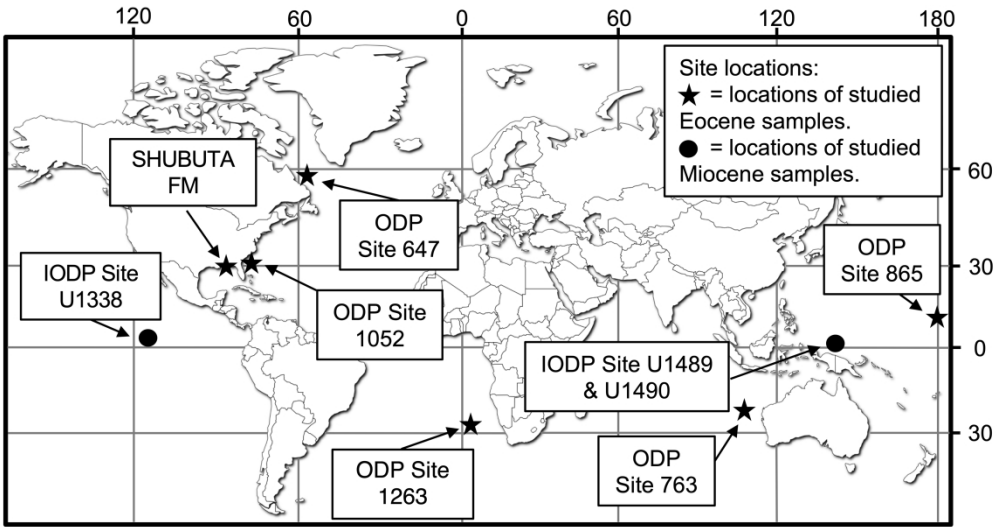 120 60 0 60 120 180
Site locations:
★ = locations of studied
Eocene samples.
● = locations of studied
Miocene samples.
SHUBUTA
FM
60
ODP
Site 647
ODP
Site 865
30
IODP Site
U1338
ODP Site
1052
0
IODP Site U1489
& U1490
30
ODP Site
1263
ODP
Site 763